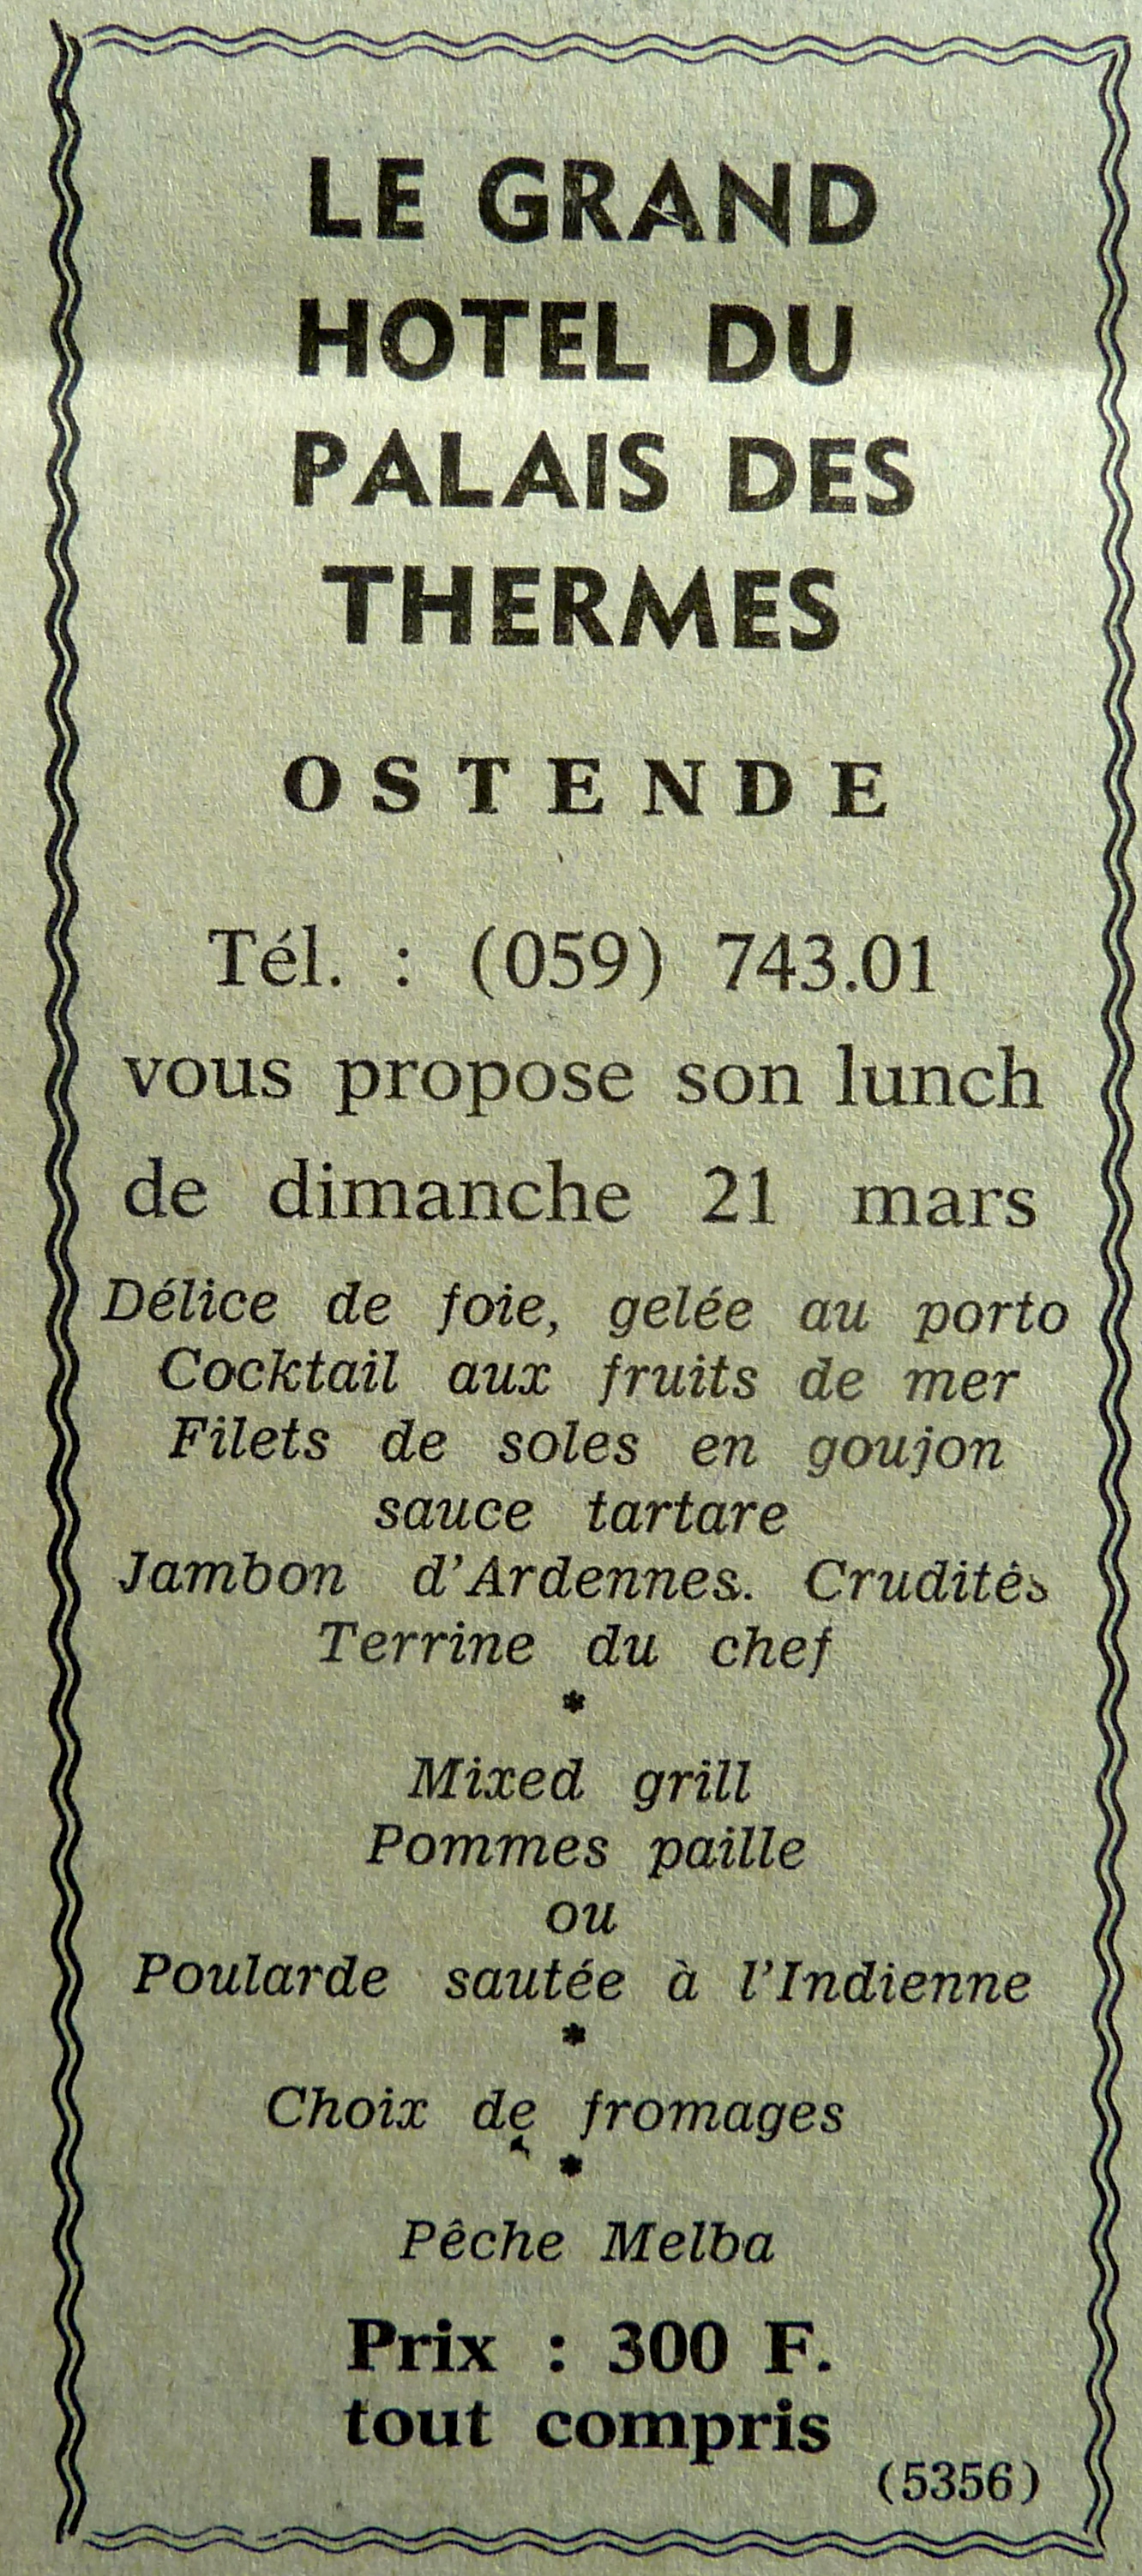 LE GRAND
HOTEL DU
PALAIS DES
THERMES
OSTENDE
Tél. : (059) 743.01
vous propose son lunch
de dimanche 21 mars
Délice de foie, gelée au porto
Cocktail aux fruits de mer
Filets de soles en goujon
sauce tartare
Jambon d'Ardennes. Crudités
Terrine du chef
*
Mixed grill
Pommes paille
ou
Poularde sautée à l'Indienne
*
Choix de fromages
*
Pêche Melba
Prix : 300 F.
tout compris
(5356)